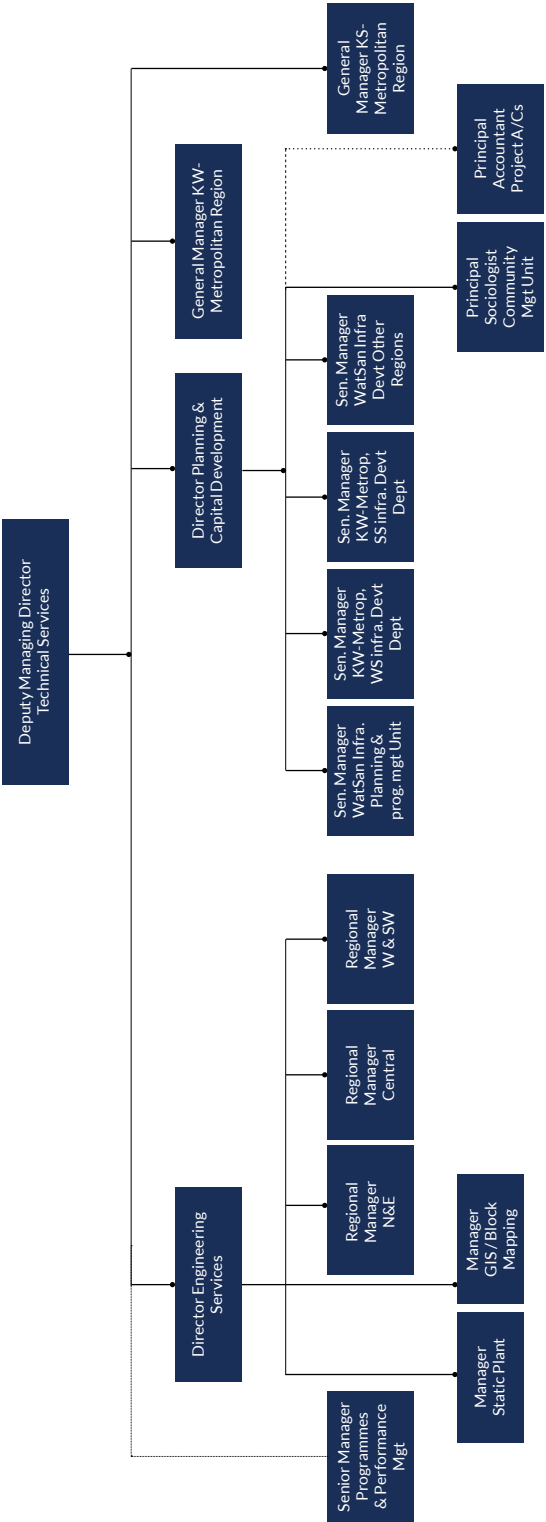 Deputy Managing Director
Technical Services
Director Engineering
Services
Director Planning &
Capital Development
General Manager KW-
Metropolitan Region
Senior Manager
Programmes
& Performance
Mgt
Regional
Manager
N&E
Regional
Manager
Central
Regional
Manager
W & SW
Sen. Manager
WatSan Infra.
Planning &
prog. mgt Unit
Sen. Manager
KW-Metrop,
WS infra. Devt
Dept
Sen. Manager
KW-Metrop,
SS infra. Devt
Dept
Sen. Manager
WatSan Infra
Devt Other
Regions
General
Manager KS-
Metropolitan
Region
Manager
Static Plant
Manager
GIS / Block
Mapping
Principal
Sociologist
Community
Mgt Unit
Principal
Accountant
Project A/Cs